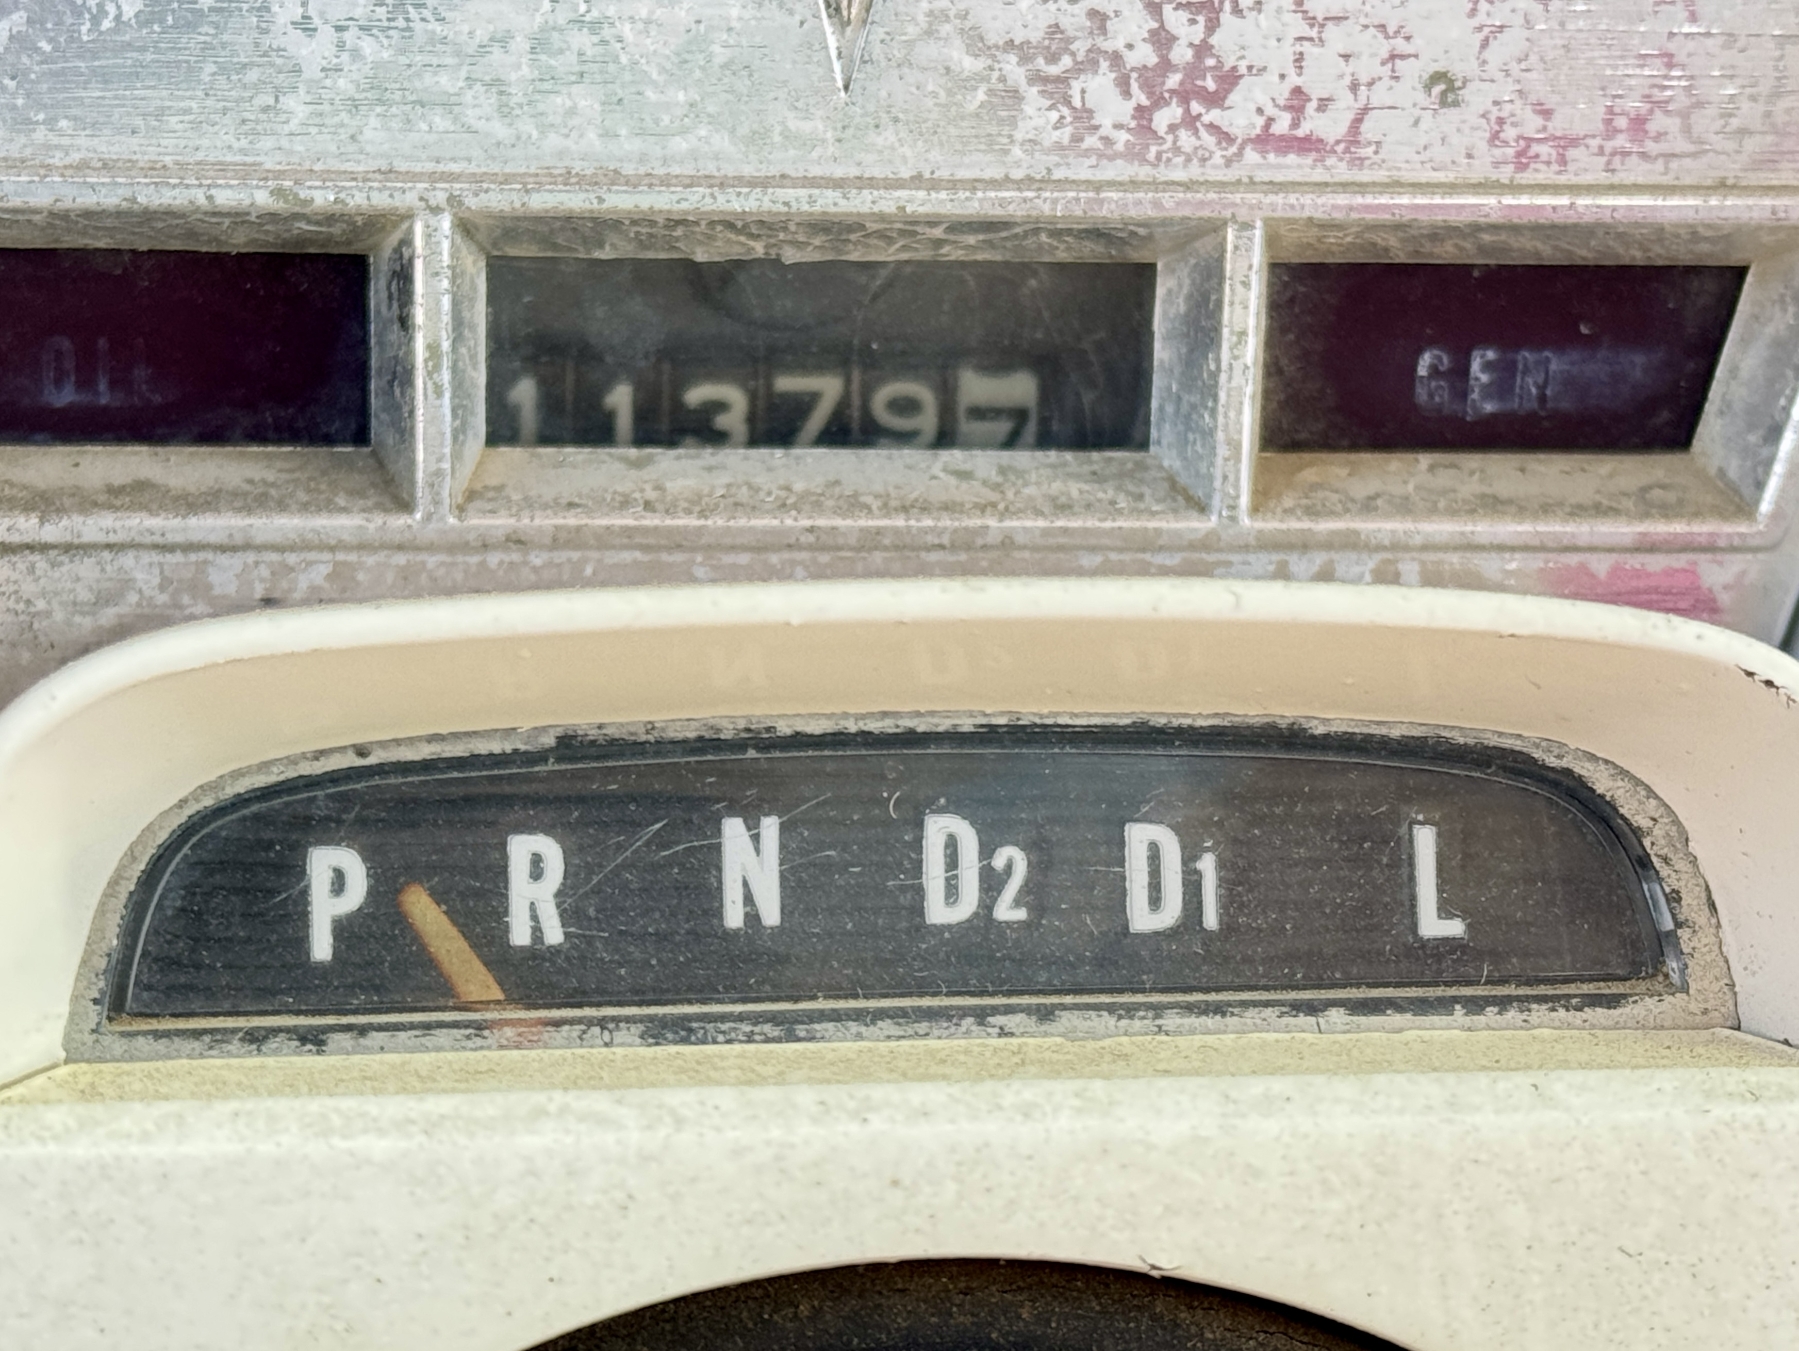 OIL
113797
GEN
P R N D2 D1 L